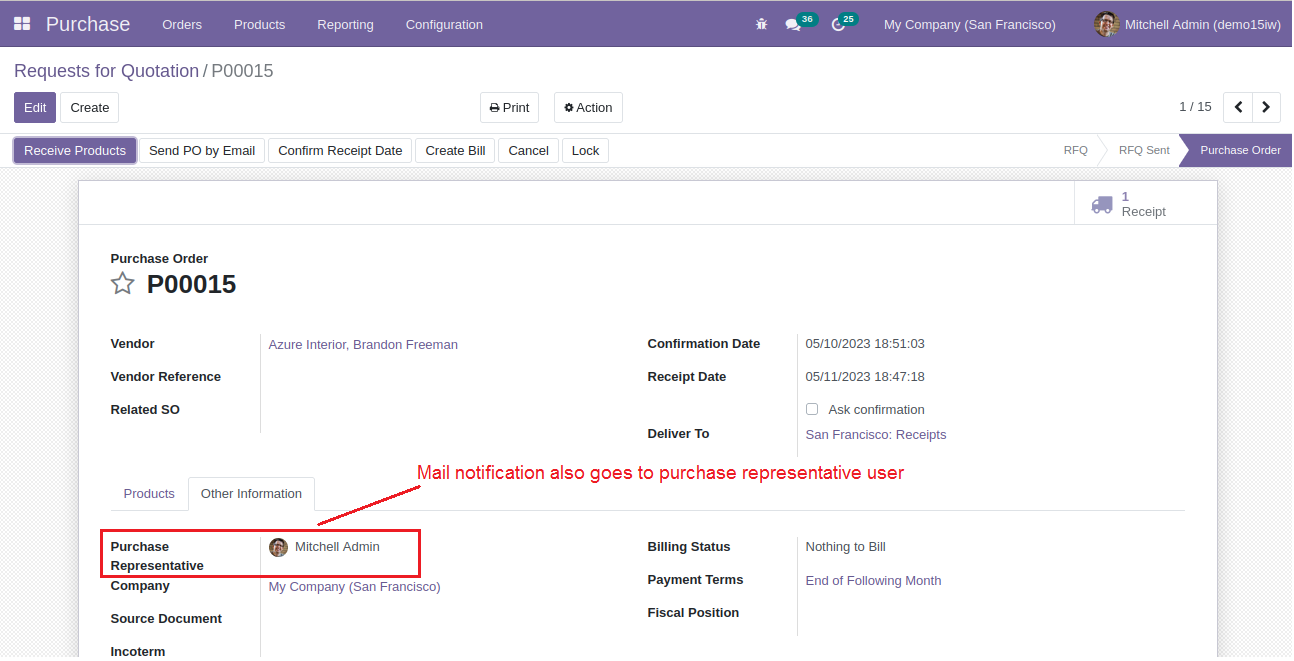 Purchase Orders Products Reporting Configuration 36 25 My Company (San Francisco) Mitchell Admin (demo15iw)
Requests for Quotation / P00015
Edit Create Print Action 1 / 15
Receive Products Send PO by Email Confirm Receipt Date Create Bill Cancel Lock RFQ RFQ Sent Purchase Order
1
Receipt
Purchase Order
P00015
Vendor Azure Interior, Brandon Freeman Confirmation Date 05/10/2023 18:51:03
Vendor Reference Receipt Date 05/11/2023 18:47:18
Related SO Ask confirmation
Deliver To San Francisco: Receipts
Mail notification also goes to purchase representative user
Products Other Information
Purchase Mitchell Admin Billing Status Nothing to Bill
Representative
Company My Company (San Francisco) Payment Terms End of Following Month
Source Document Fiscal Position
Incoterm